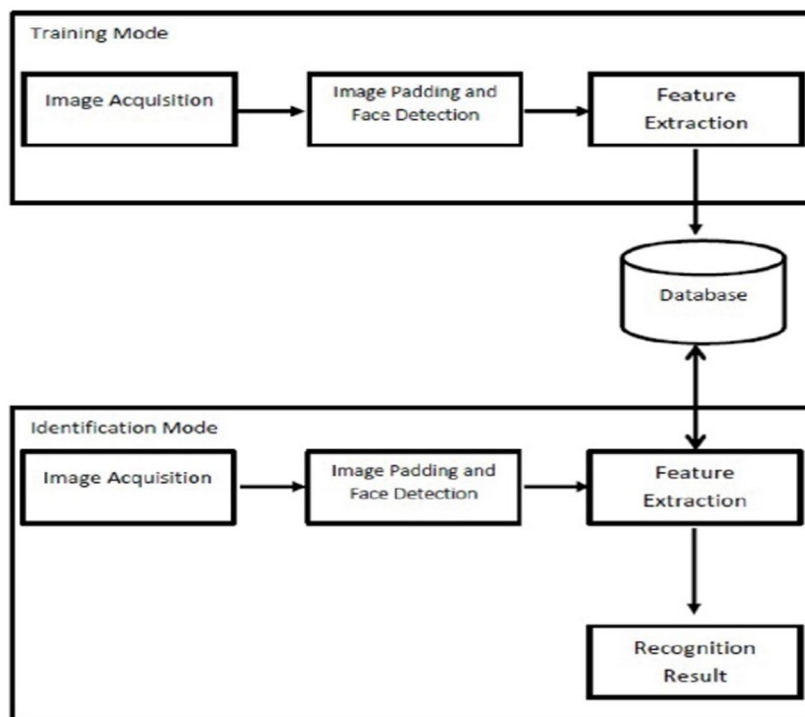 Training Mode
Image Acquisition
Image Padding and
Face Detection
Feature
Extraction
Database
Identification Mode
Image Acquisition
Image Padding and
Face Detection
Feature
Extraction
Recognition
Result